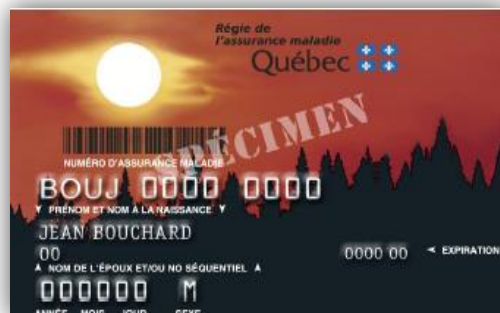 Régie de
l'assurance maladie
Québec
SPÉCIMEN
NUMÉRO D'ASSURANCE MALADIE
BOUJ 0000 0000
PRÉNOM ET NOM À LA NAISSANCE
JEAN BOUCHARD
00
0000 00 EXPIRATION
NOM DE L'ÉPOUX ET/OU NO SÉQUENTIEL
000000 M
ANNÉE MOIS JOUR SEXE